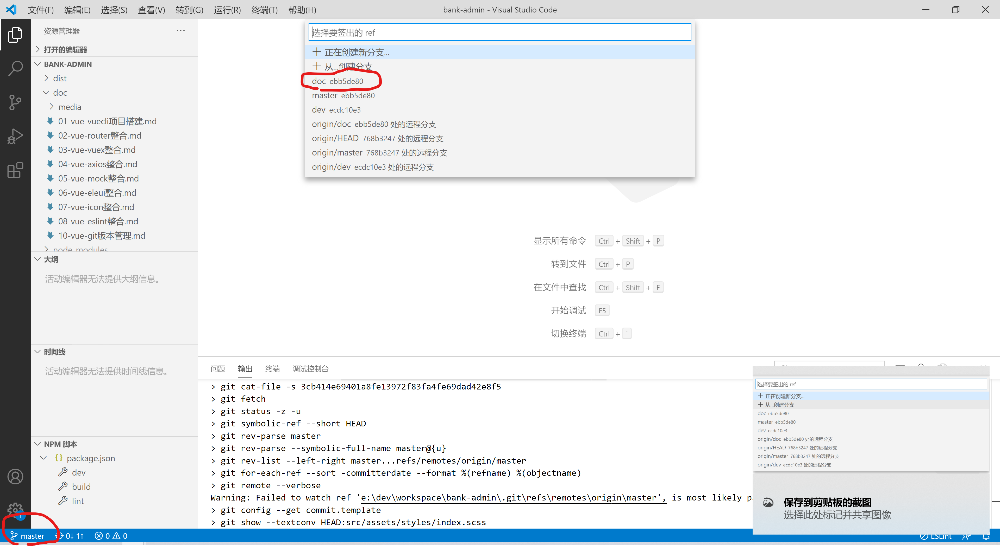 文件(F) 编辑(E) 选择(S) 查看(V) 转到(G) 运行(R) 终端(T) 帮助(H) bank-admin - Visual Studio Code
资源管理器
打开的编辑器
BANK-ADMIN
dist
doc
media
01-vue-vuecli项目搭建.md
02-vue-router整合.md
03-vue-vuex整合.md
04-vue-axios整合.md
05-vue-mock整合.md
06-vue-eleui整合.md
07-vue-icon整合.md
08-vue-eslint整合.md
10-vue-git版本管理.md
node_modules
大纲
活动编辑器无法提供大纲信息。
时间线
活动编辑器无法提供时间线信息。
NPM 脚本
package.json
dev
build
lint
选择要签出的 ref
正在创建新分支...
从...创建分支
doc ebb5de80
master ebb5de80
dev ecdc10e3
origin/doc ebb5de80 处的远程分支
origin/HEAD 768b3247 处的远程分支
origin/master 768b3247 处的远程分支
origin/dev ecdc10e3 处的远程分支
显示所有命令 Ctrl + Shift + P
转到文件 Ctrl + P
在文件中查找 Ctrl + Shift + F
开始调试 F5
切换终端 Ctrl + `
问题 输出 终端 调试控制台
> git cat-file -s 3cb414e69401a8fe13972f83fa4fe69dad42e8f5
> git fetch
> git status -z -u
> git symbolic-ref --short HEAD
> git rev-parse master
> git rev-parse --symbolic-full-name master@{u}
> git rev-list --left-right master...refs/remotes/origin/master
> git for-each-ref --sort -committerdate --format %(refname) %(objectname)
> git remote --verbose
Warning: Failed to watch ref 'e:\dev\workspace\bank-admin\.git\refs\remotes\origin\master', is most likely p
> git config --get commit.template
> git show --textconv HEAD:src/assets/styles/index.scss
选择要签出的 ref
正在创建新分支...
从...创建分支
doc ebb5de80
master ebb5de80
dev ecdc10e3
origin/doc ebb5de80 处的远程分支
origin/HEAD 768b3247 处的远程分支
origin/master 768b3247 处的远程分支
origin/dev ecdc10e3 处的远程分支
保存到剪贴板的截图
选择此处标记并共享图像
1
master 0↓ 1↑ 0 0 ESLint